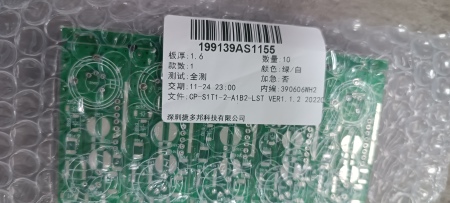 199139AS1155
板厚:1.6 数量 10
款数:1 颜色:绿/白
测试:全测 加急:否
交期:11-24 23:00 内编:390606WH2
文件:CP-S1T1-2-A1B2-LST VER1.1.2 2022
深圳捷多邦科技有限公司